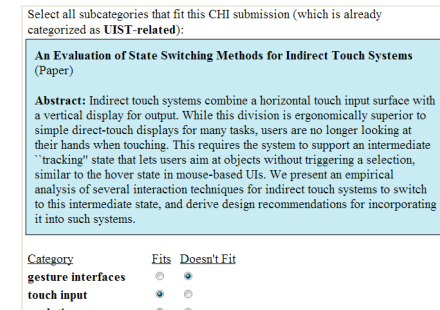 Select all subcategories that fit this CHI submission (which is already
categorized as UIST-related):
An Evaluation of State Switching Methods for Indirect Touch Systems
(Paper)
Abstract: Indirect touch systems combine a horizontal touch input surface with
a vertical display for output. While this division is ergonomically superior to
simple direct-touch displays for many tasks, users are no longer looking at
their hands when touching. This requires the system to support an intermediate
``tracking'' state that lets users aim at objects without triggering a selection,
similar to the hover state in mouse-based UIs. We present an empirical
analysis of several interaction techniques for indirect touch systems to switch
to this intermediate state, and derive design recommendations for incorporating
it into such systems.
Category Fits Doesn't Fit
gesture interfaces
touch input